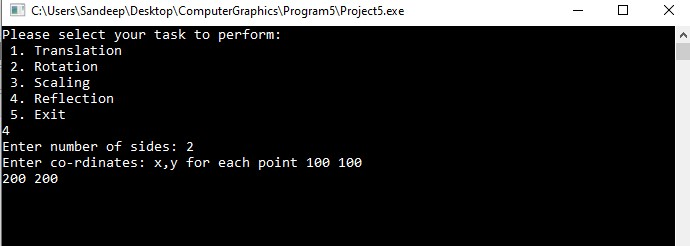 C:\Users\Sandeep\Desktop\ComputerGraphics\Program5\Project5.exe
Please select your task to perform:
1. Translation
2. Rotation
3. Scaling
4. Reflection
5. Exit
4
Enter number of sides: 2
Enter co-rdinates: x,y for each point 100 100
200 200